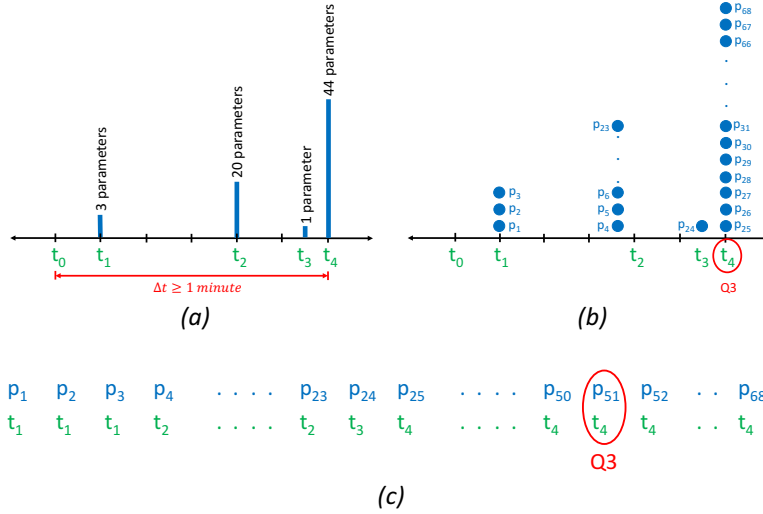 3 parameters
20 parameters
1 parameter
44 parameters
t0 t1 t2 t3 t4
Δt ≥ 1 minute
(a)
p68
p67
p66
p31
p30
p29
p28
p27
p26
p25
p23
p6
p5
p4
p3
p2
p1
p24
t0 t1 t2 t3 t4
Q3
(b)
p1 p2 p3 p4 . . . . p23 p24 p25 . . . . p50 p51 p52 . . p68
t1 t1 t1 t2 . . . . t2 t3 t4 . . . . t4 t4 t4 . . t4
Q3
(c)